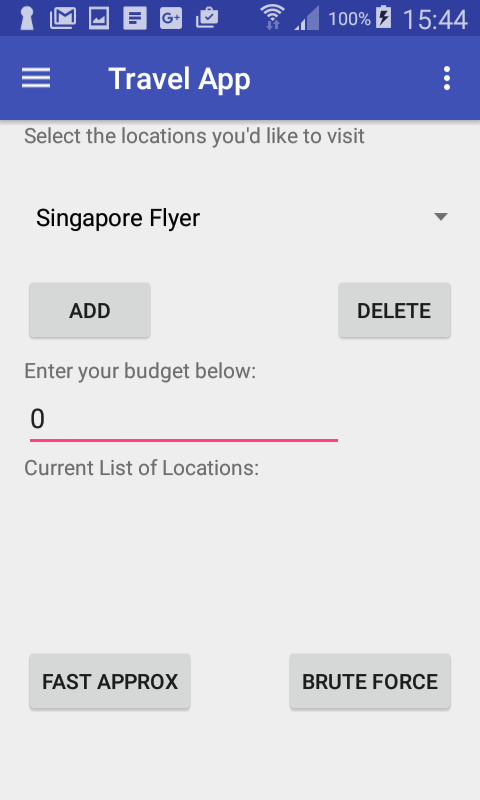 100% 15:44
Travel App
Select the locations you'd like to visit
Singapore Flyer
ADD DELETE
Enter your budget below:
0
Current List of Locations:
FAST APPROX BRUTE FORCE